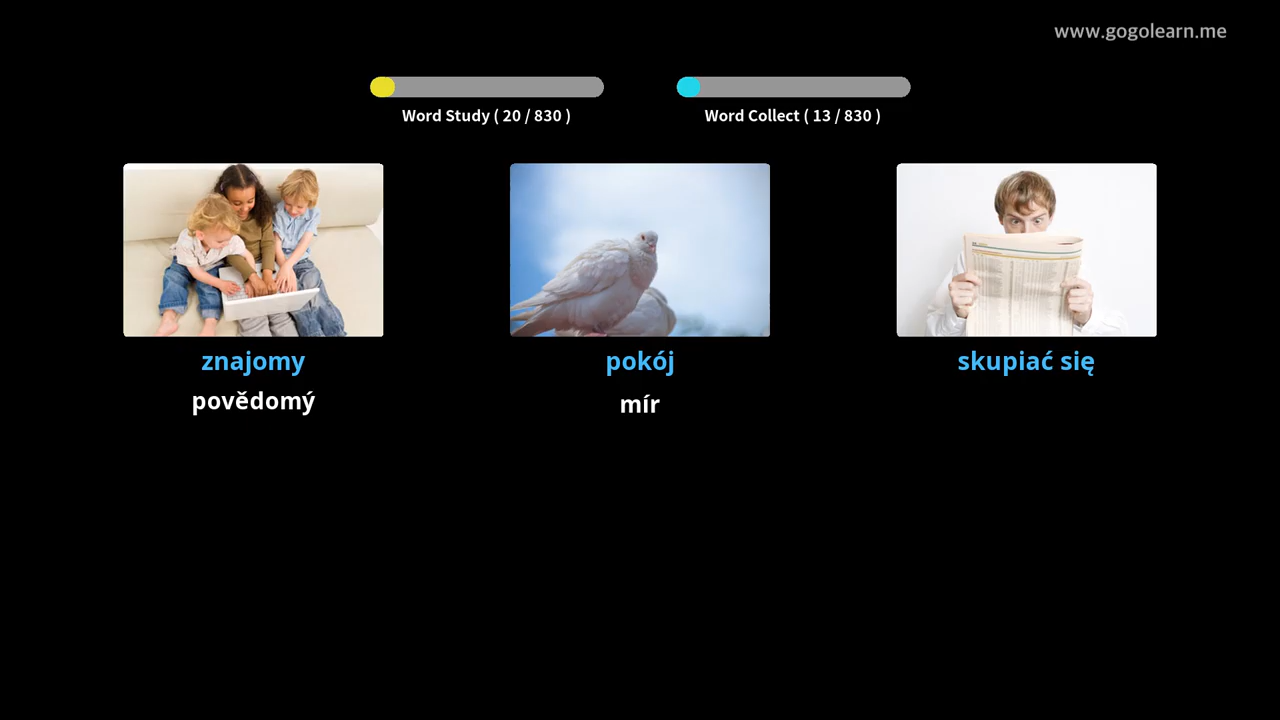 www.gogolearn.me
Word Study ( 20 / 830 )
Word Collect ( 13 / 830 )
znajomy
pokój
skupiać się
povědomý
mír